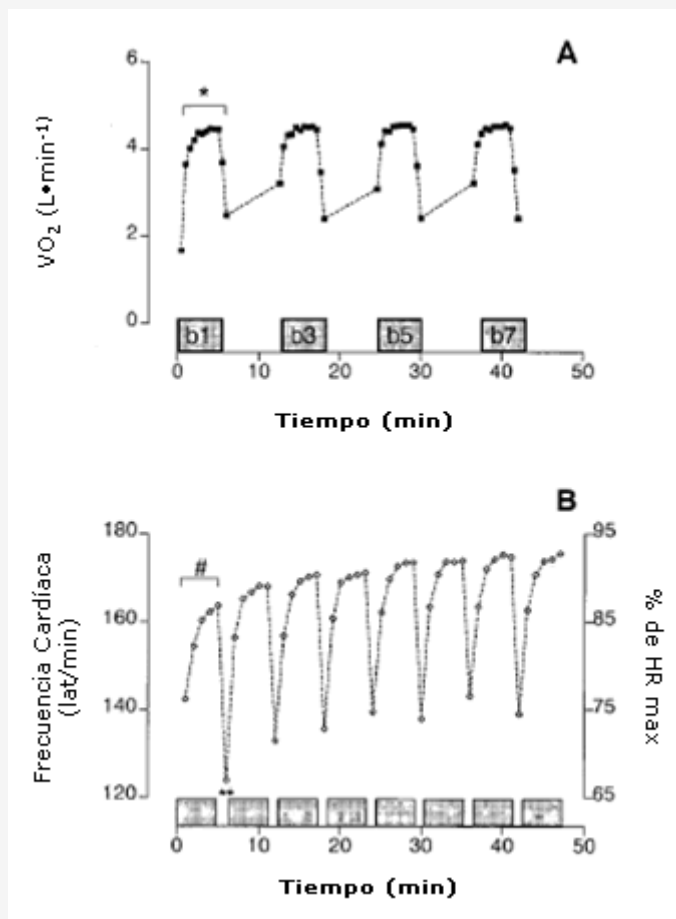 A
6
*
4
2
0
VO2 (L•min-1)
b1 b3 b5 b7
0 10 20 30 40 50
Tiempo (min)
B
180 95
#
160 85
140 75
120 65
Frecuencia Cardíaca
(lat/min)
% de HR max
**
0 10 20 30 40 50
Tiempo (min)